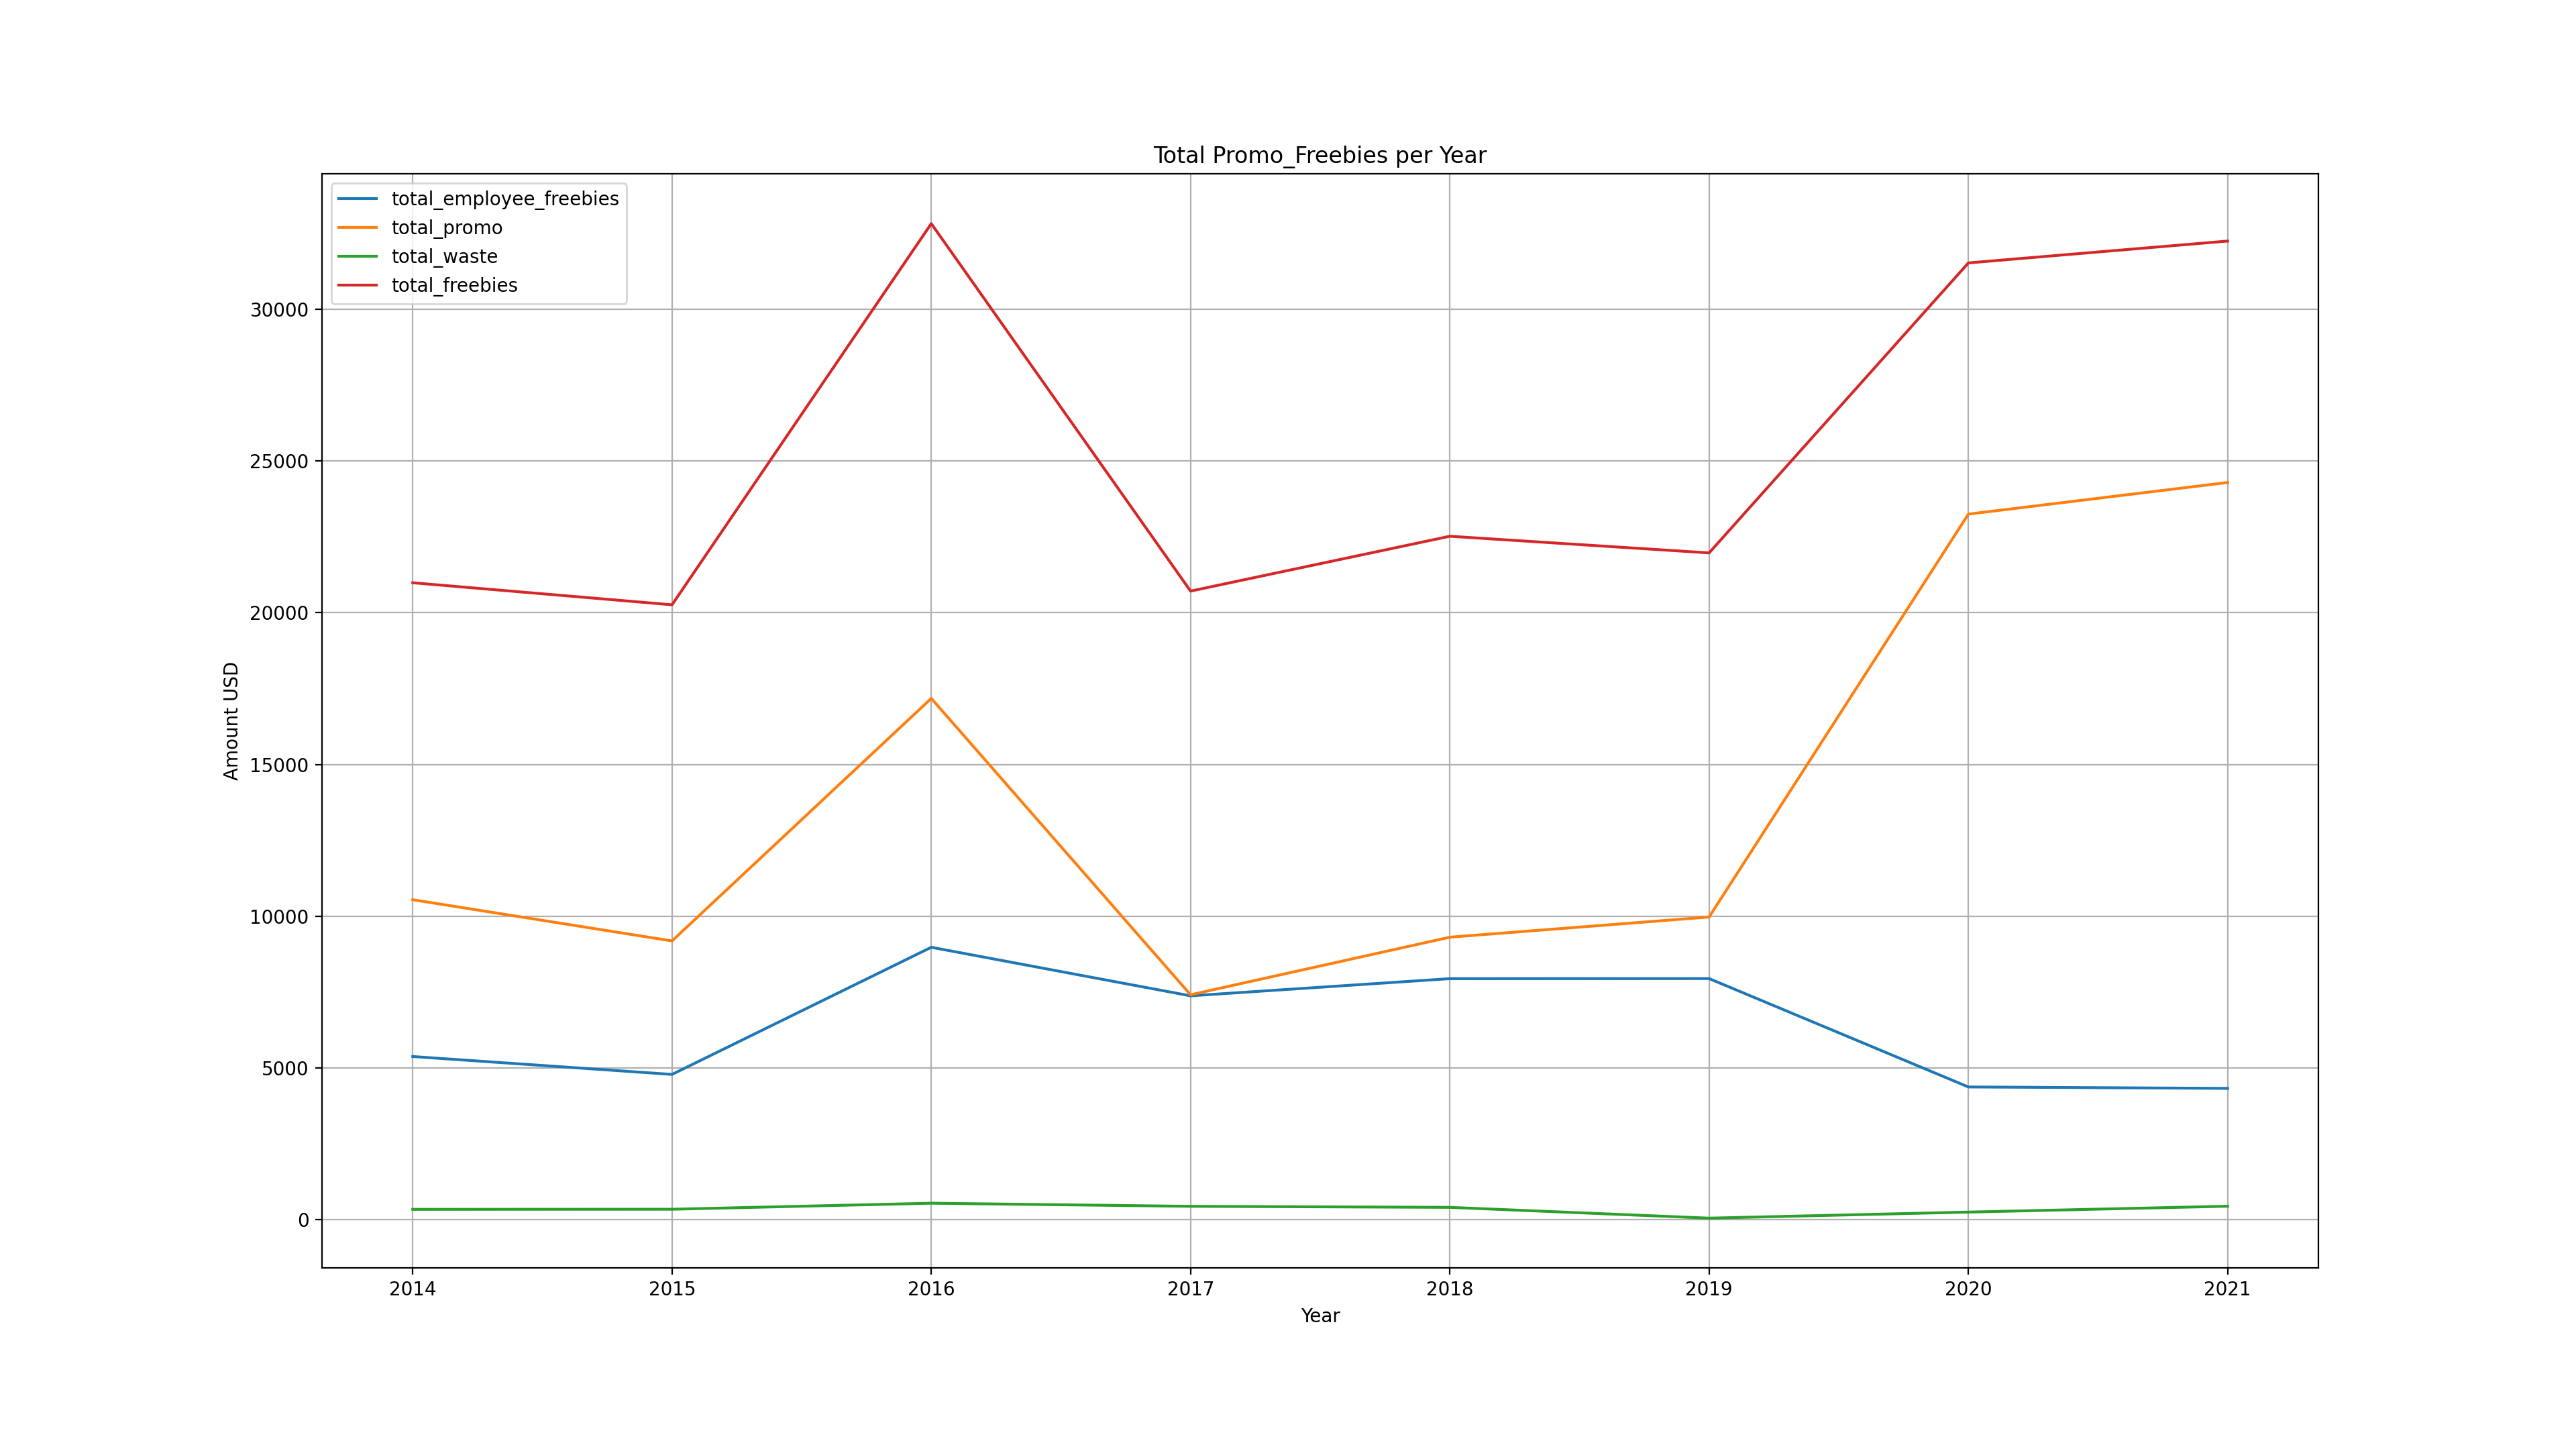 Total Promo_Freebies per Year
total_employee_freebies
total_promo
total_waste
total_freebies
30000
25000
20000
15000
10000
5000
0
Amount USD
2014 2015 2016 2017 2018 2019 2020 2021
Year